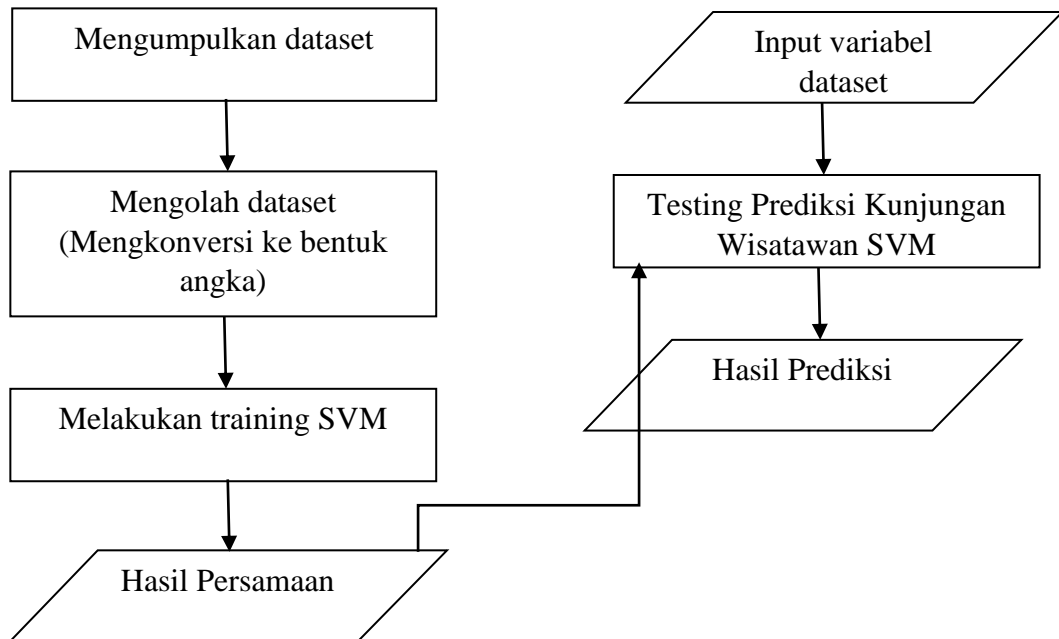 Mengumpulkan dataset
Mengolah dataset
(Mengkonversi ke bentuk
angka)
Melakukan training SVM
Hasil Persamaan
Input variabel
dataset
Testing Prediksi Kunjungan
Wisatawan SVM
Hasil Prediksi